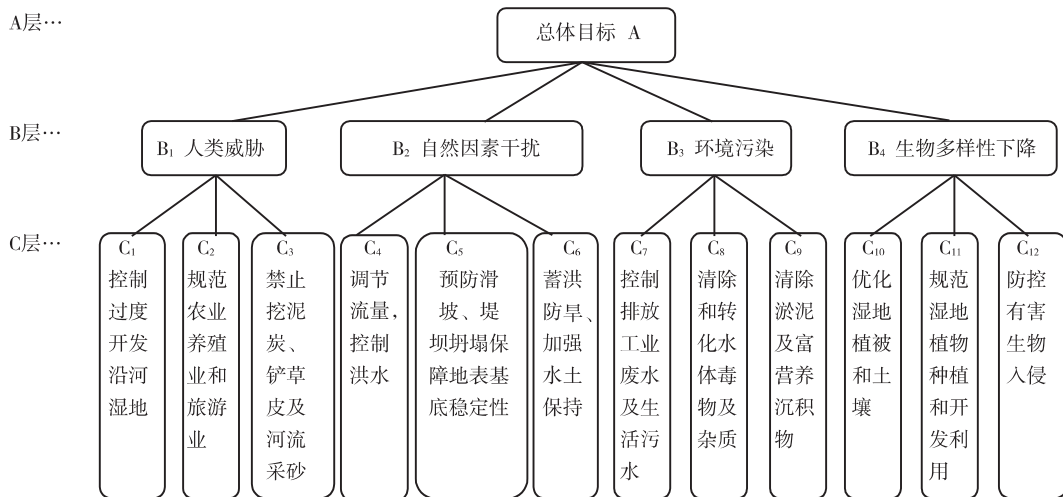 A层…
总体目标 A
B层…
B₁ 人类威胁
B₂ 自然因素干扰
B₃ 环境污染
B₄ 生物多样性下降
C层…
C₁
控制
过度
开发
沿河
湿地
C₂
规范
农业
养殖
业和
旅游
业
C₃
禁止
挖泥
炭、
铲草
皮及
河流
采砂
C₄
调节
流量，
控制
洪水
C₅
预防滑
坡、堤
坝坍塌保
障地表基
底稳定性
C₆
蓄洪
防旱、
加强
水土
保持
C₇
控制
排放
工业
废水
及生
活污
水
C₈
清除
和转
化水
体毒
物及
杂质
C₉
清除
淤泥
及富
营养
沉积
物
C₁₀
优化
湿地
植被
和土
壤
C₁₁
规范
湿地
植物
种植
和开
发利
用
C₁₂
防控
有害
生物
入侵